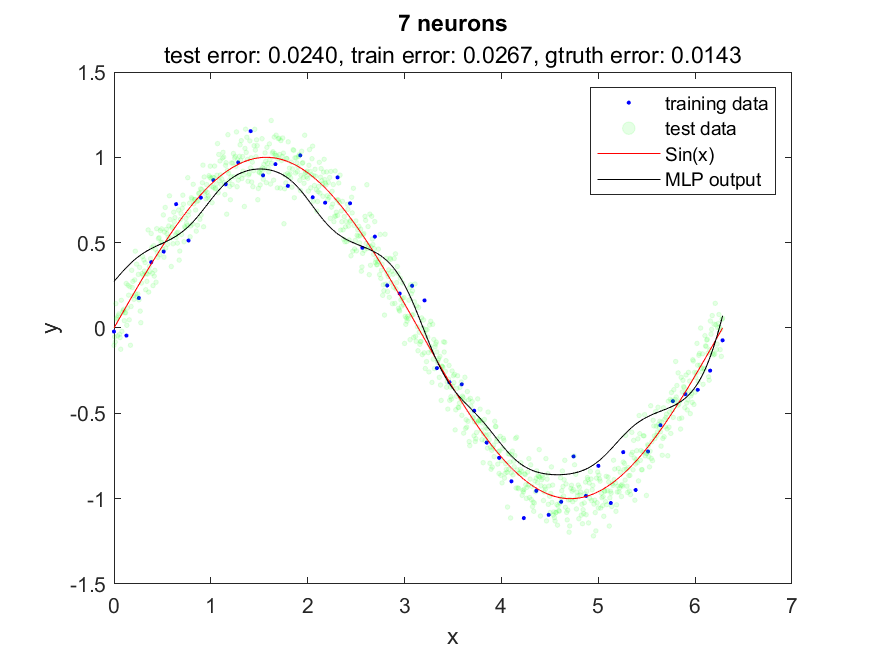 7 neurons
test error: 0.0240, train error: 0.0267, gtruth error: 0.0143
training data
test data
Sin(x)
MLP output
1.5
1
0.5
0
-0.5
-1
-1.5
y
0 1 2 3 4 5 6 7
x